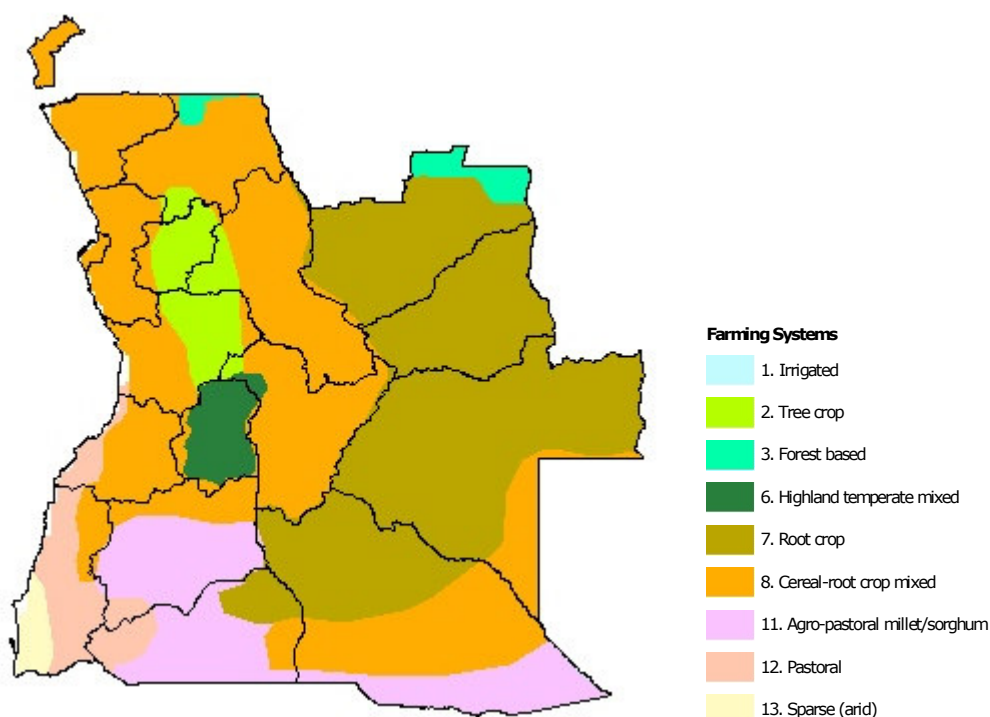 Farming Systems
1. Irrigated
2. Tree crop
3. Forest based
6. Highland temperate mixed
7. Root crop
8. Cereal-root crop mixed
11. Agro-pastoral millet/sorghum
12. Pastoral
13. Sparse (arid)